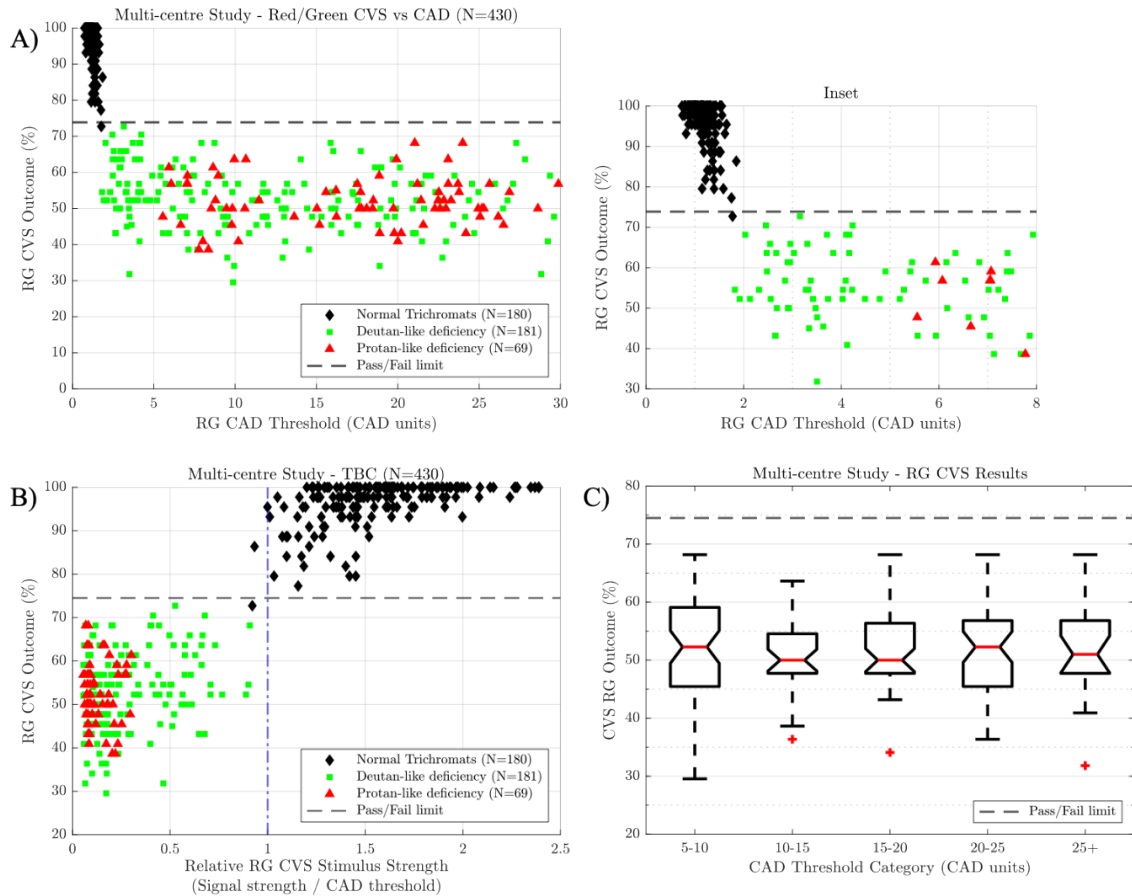 A)
Multi-centre Study - Red/Green CVS vs CAD (N=430)
RG CVS Outcome (%)
100
90
80
70
60
50
40
30
20
10
0
Normal Trichromats (N=180)
Deutan-like deficiency (N=181)
Protan-like deficiency (N=69)
Pass/Fail limit
0 5 10 15 20 25 30
RG CAD Threshold (CAD units)
Inset
RG CVS Outcome (%)
100
90
80
70
60
50
40
30
0 2 4 6 8
RG CAD Threshold (CAD units)
B)
Multi-centre Study - TBC (N=430)
RG CVS Outcome (%)
100
90
80
70
60
50
40
30
20
Normal Trichromats (N=180)
Deutan-like deficiency (N=181)
Protan-like deficiency (N=69)
Pass/Fail limit
0 0.5 1 1.5 2 2.5
Relative RG CVS Stimulus Strength
(Signal strength / CAD threshold)
C)
Multi-centre Study - RG CVS Results
CVS RG Outcome (%)
80
70
60
50
40
30
20
Pass/Fail limit
5-10 10-15 15-20 20-25 25+
CAD Threshold Category (CAD units)